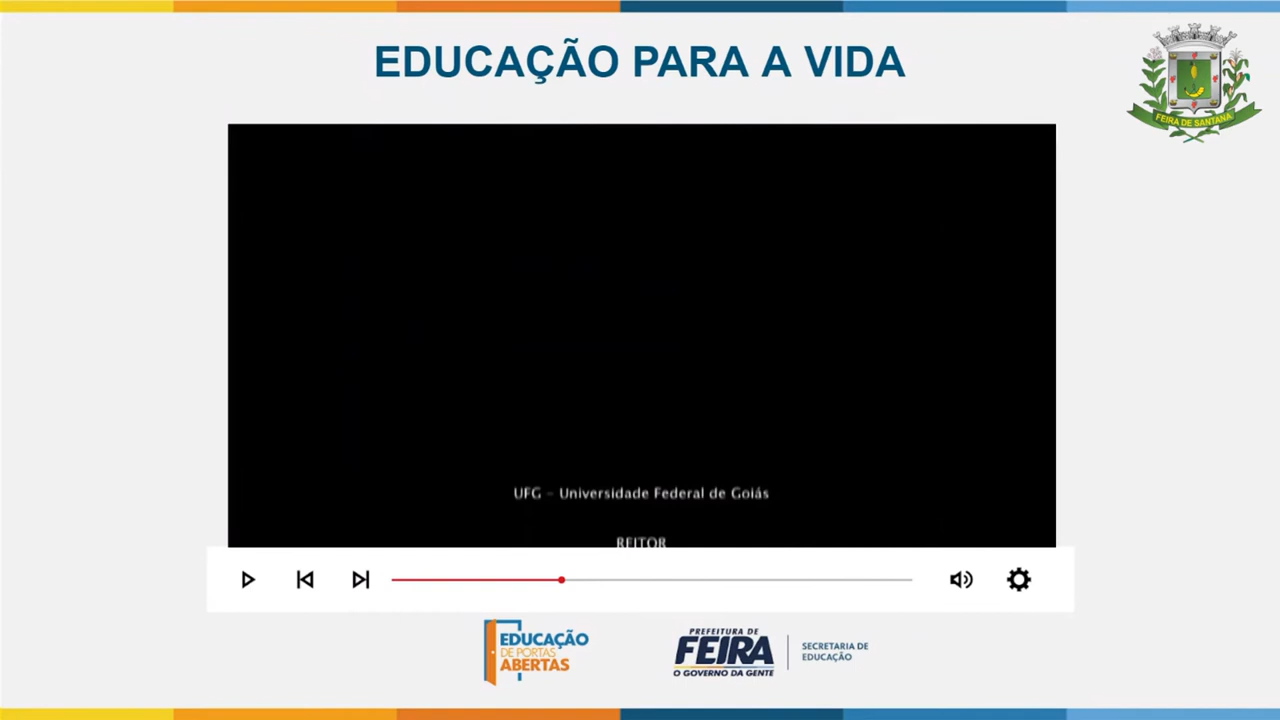 EDUCAÇÃO PARA A VIDA
FEIRA DE SANTANA
UFG - Universidade Federal de Goiás
REITOR
EDUCAÇÃO
DE PORTAS
ABERTAS
PREFEITURA DE
FEIRA
O GOVERNO DA GENTE
SECRETARIA DE
EDUCAÇÃO